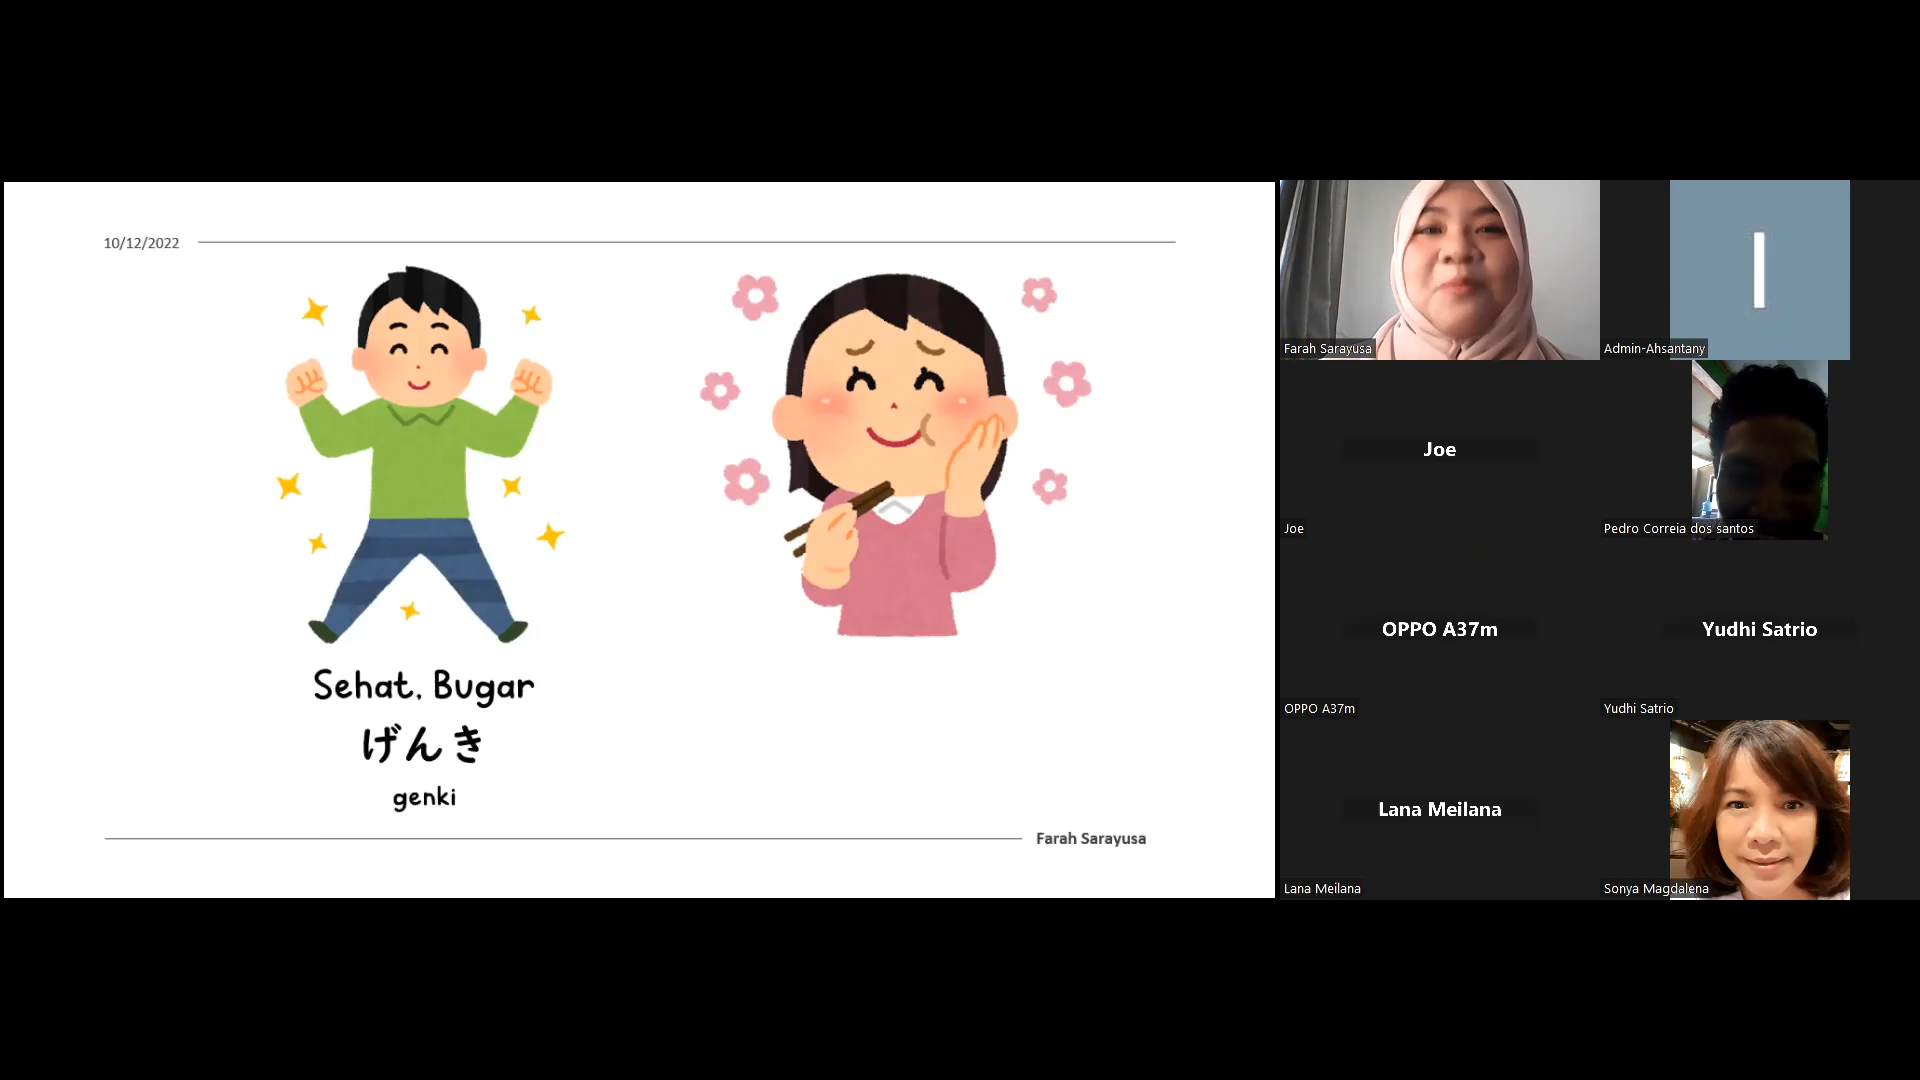 10/12/2022
Sehat, Bugar
げんき
genki
Farah Sarayusa
Farah Sarayusa
I
Admin-Ahsantany
Joe
Joe
Pedro Correia dos santos
OPPO A37m
OPPO A37m
Yudhi Satrio
Yudhi Satrio
Lana Meilana
Lana Meilana
Sonya Magdalena